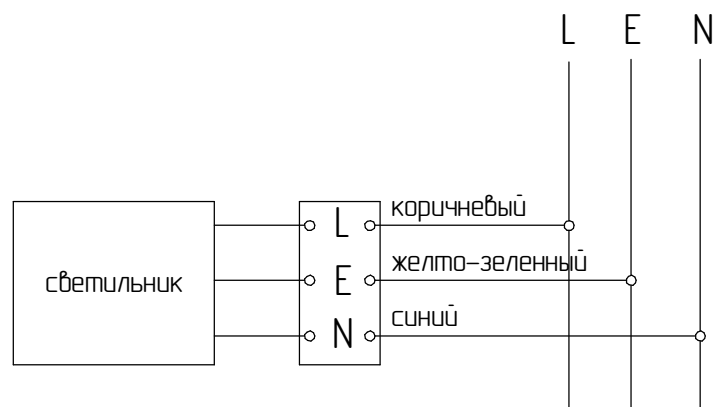 L E N
коричневый
L
желто-зеленный
светильник
E
синий
N